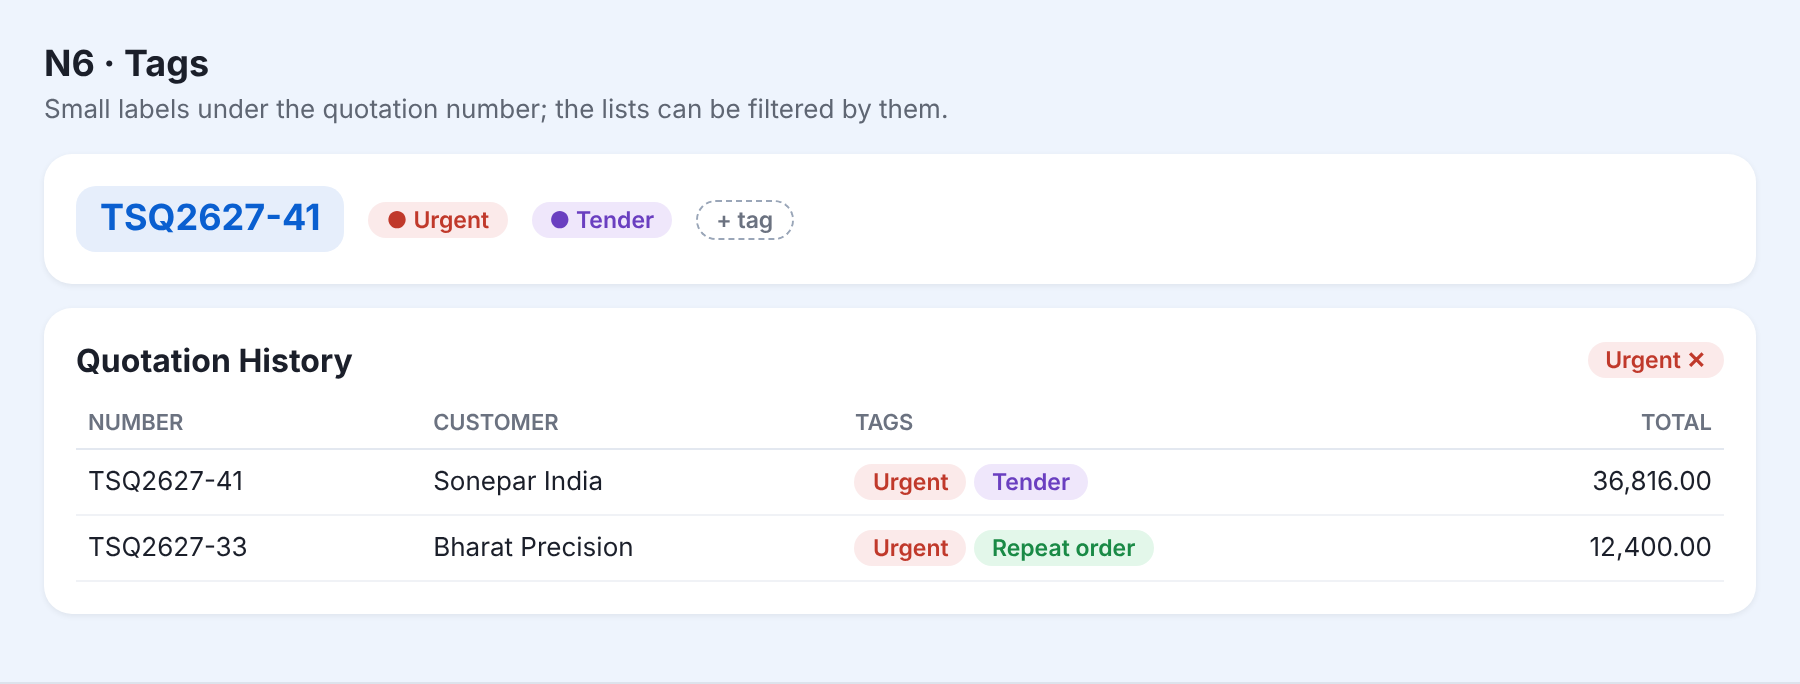 N6 · Tags
Small labels under the quotation number; the lists can be filtered by them.
TSQ2627-41 Urgent Tender + tag
Quotation History Urgent ✕
NUMBER CUSTOMER TAGS TOTAL
TSQ2627-41 Sonepar India Urgent Tender 36,816.00
TSQ2627-33 Bharat Precision Urgent Repeat order 12,400.00